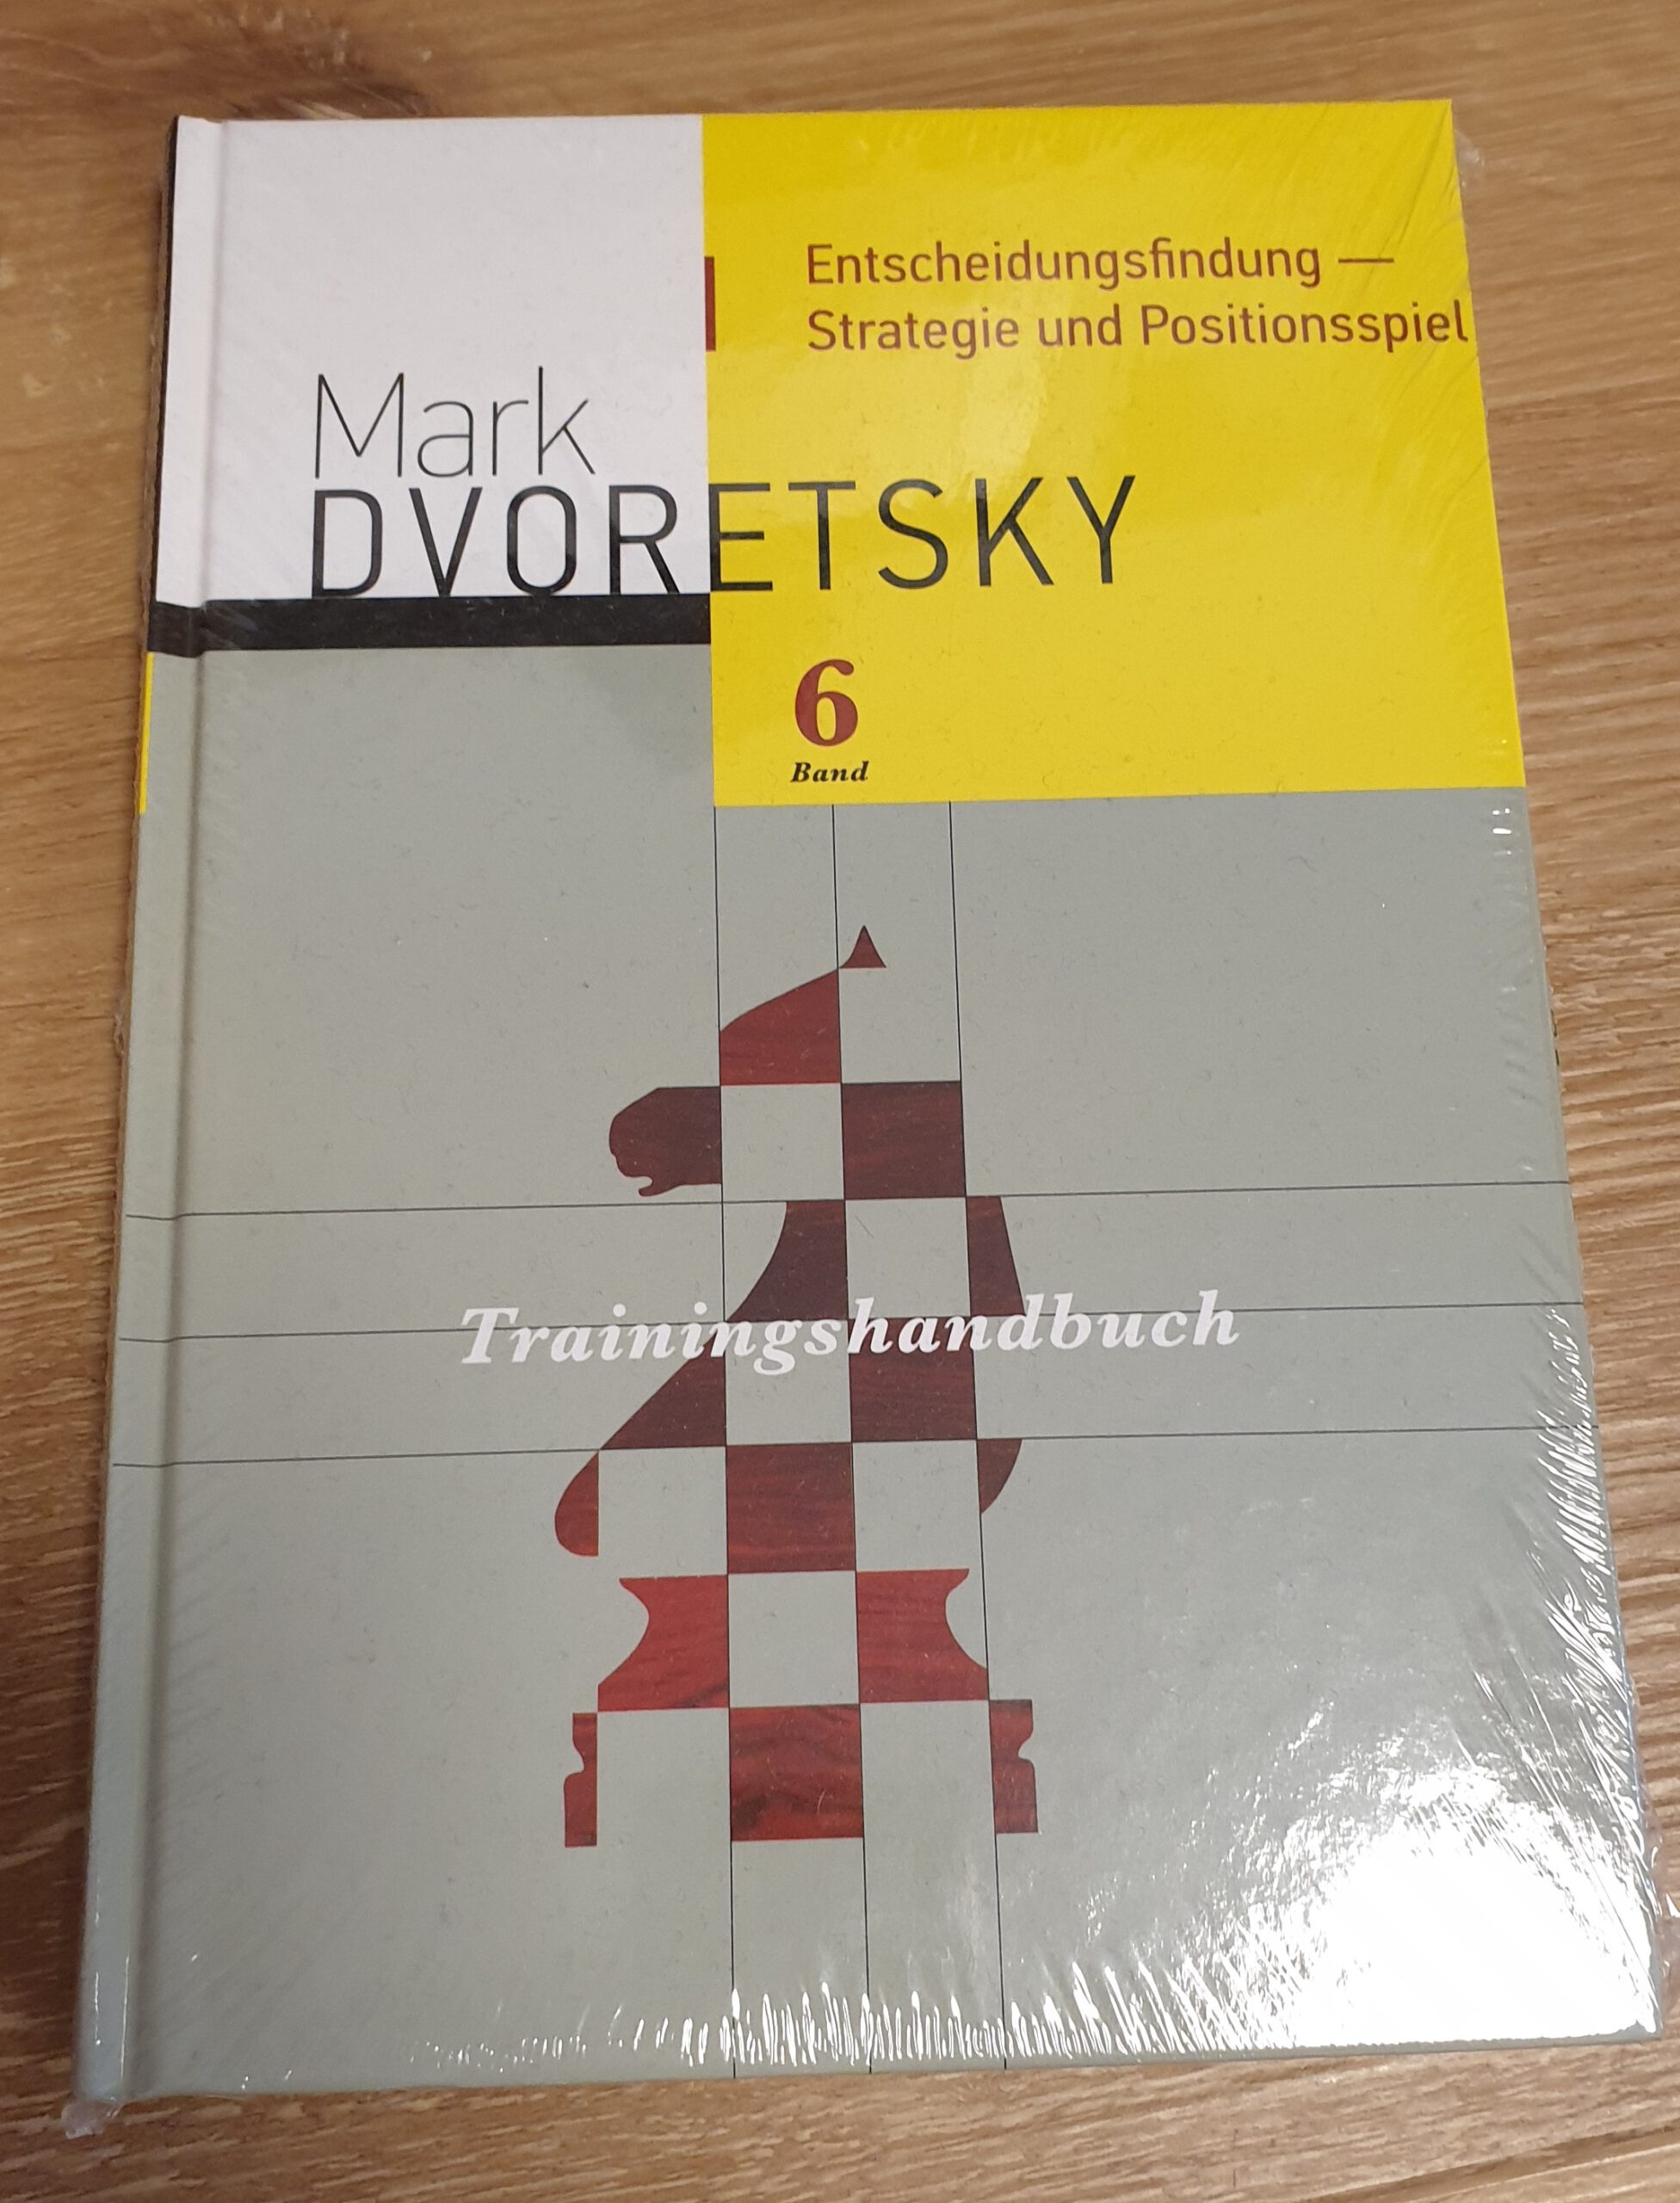 Entscheidungsfindung —
Strategie und Positionsspiel
Mark
DVORETSKY
6
Band
Trainingshandbuch